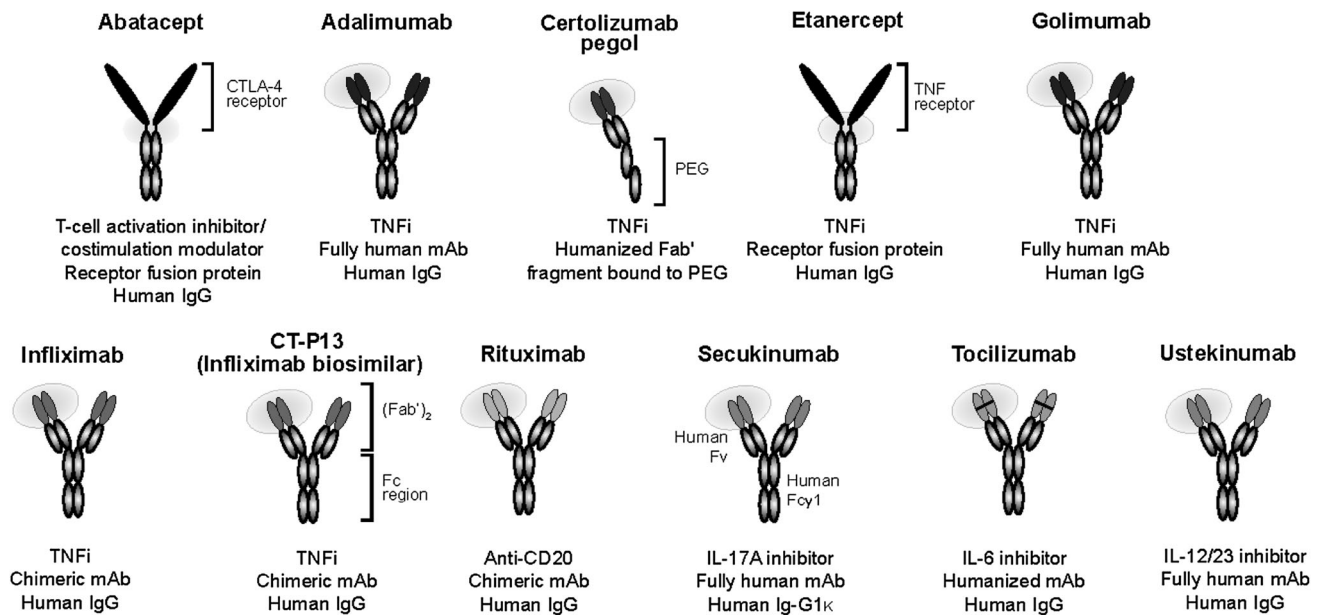 Abatacept
CTLA-4
receptor
T-cell activation inhibitor/
costimulation modulator
Receptor fusion protein
Human IgG
Adalimumab
TNFi
Fully human mAb
Human IgG
Certolizumab
pegol
PEG
TNFi
Humanized Fab'
fragment bound to PEG
Etanercept
TNF
receptor
TNFi
Receptor fusion protein
Human IgG
Golimumab
TNFi
Fully human mAb
Human IgG
Infliximab
TNFi
Chimeric mAb
Human IgG
CT-P13
(Infliximab biosimilar)
(Fab')₂
Fc
region
TNFi
Chimeric mAb
Human IgG
Rituximab
Anti-CD20
Chimeric mAb
Human IgG
Secukinumab
Human
Fv
Human
Fcy1
IL-17A inhibitor
Fully human mAb
Human Ig-G1κ
Tocilizumab
IL-6 inhibitor
Humanized mAb
Human IgG
Ustekinumab
IL-12/23 inhibitor
Fully human mAb
Human IgG